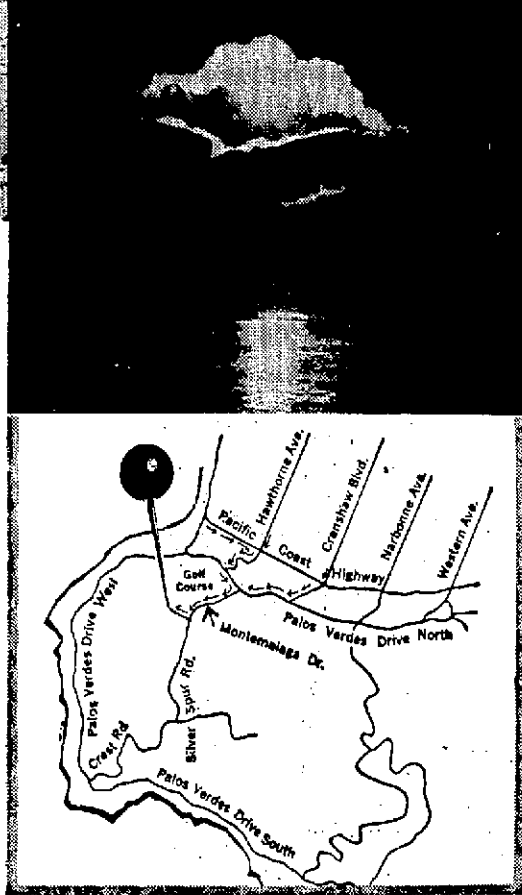 Hawthorne Ave.
Crenshaw Blvd.
Narbonne Ave.
Western Ave.
Pacific Coast Highway
Golf
Course
Palos Verdes Drive West
Palos Verdes Drive North
Montemalaga Dr.
Silver Spur Rd.
Crest Rd.
Palos Verdes Drive South